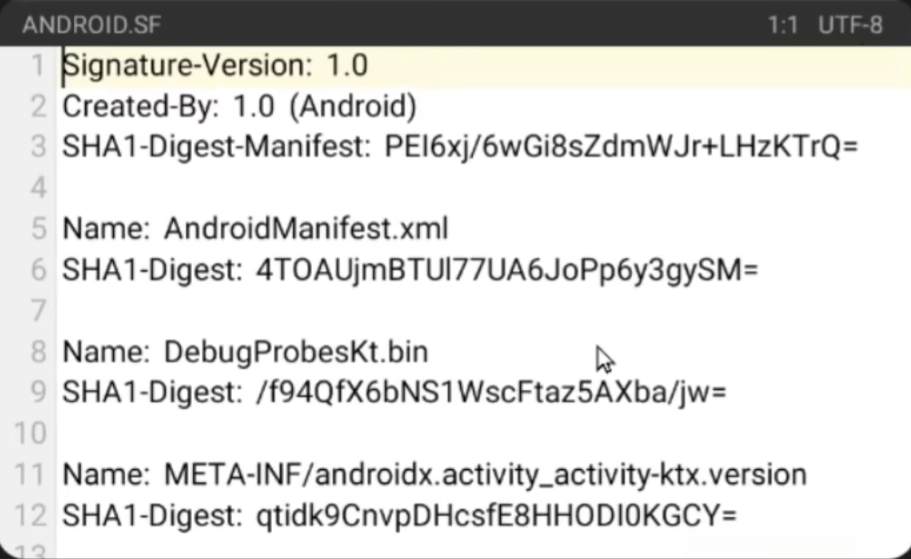 ANDROID.SF 1:1 UTF-8
1 Signature-Version: 1.0
2 Created-By: 1.0 (Android)
3 SHA1-Digest-Manifest: PEl6xj/6wGi8sZdmWJr+LHzKTrQ=
4
5 Name: AndroidManifest.xml
6 SHA1-Digest: 4TOAUjmBTUl77UA6JoPp6y3gySM=
7
8 Name: DebugProbesKt.bin
9 SHA1-Digest: /f94QfX6bNS1WscFtaz5AXba/jw=
10
11 Name: META-INF/androidx.activity_activity-ktx.version
12 SHA1-Digest: qtidk9CnvpDHcsfE8HHODI0KGCY=
13